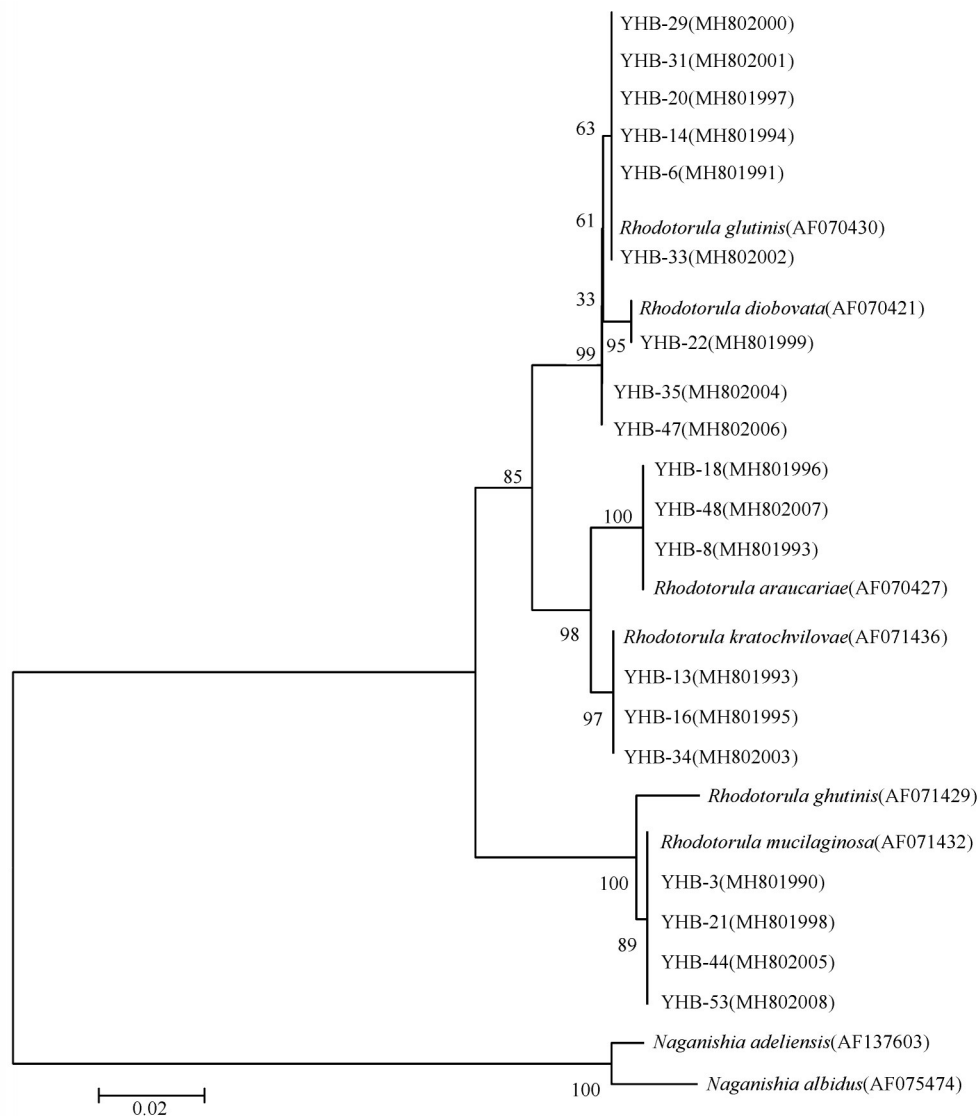 YHB-29(MH802000)
YHB-31(MH802001)
YHB-20(MH801997)
63
YHB-14(MH801994)
YHB-6(MH801991)
61
Rhodotorula glutinis(AF070430)
YHB-33(MH802002)
33
Rhodotorula diobovata(AF070421)
99
95
YHB-22(MH801999)
YHB-35(MH802004)
YHB-47(MH802006)
85
YHB-18(MH801996)
100
YHB-48(MH802007)
YHB-8(MH801993)
Rhodotorula araucariae(AF070427)
98
Rhodotorula kratochvilovae(AF071436)
YHB-13(MH801993)
97
YHB-16(MH801995)
YHB-34(MH802003)
Rhodotorula ghutinis(AF071429)
Rhodotorula mucilaginosa(AF071432)
100
YHB-3(MH801990)
YHB-21(MH801998)
89
YHB-44(MH802005)
YHB-53(MH802008)
Naganishia adeliensis(AF137603)
100
Naganishia albidus(AF075474)
0.02